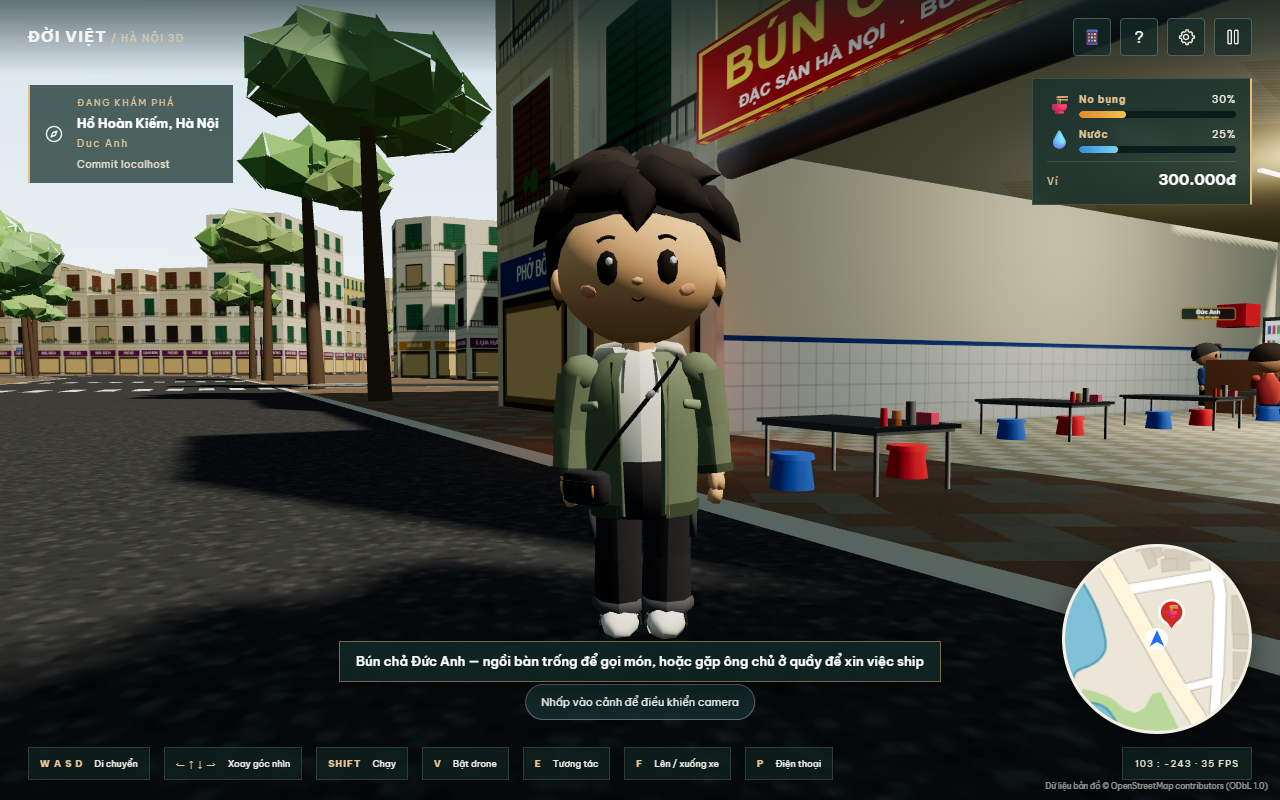 ĐỜI VIỆT / HÀ NỘI 3D
ĐANG KHÁM PHÁ
Hồ Hoàn Kiếm, Hà Nội
Duc Anh
Commit localhost
BÚN
ĐẶC SẢN HÀ NỘI
?
No bụng 30%
Nước 25%
Ví 300.000đ
PHỞ BÒ
Đức Anh
Bún chả Đức Anh — ngồi bàn trống để gọi món, hoặc gặp ông chủ ở quầy để xin việc ship
Nhấp vào cảnh để điều khiển camera
W A S D Di chuyển
←↑↓→ Xoay góc nhìn
SHIFT Chạy
V Bật drone
E Tương tác
F Lên / xuống xe
P Điện thoại
103 : -243 · 35 FPS
Dữ liệu bản đồ © OpenStreetMap contributors (ODbL 1.0)